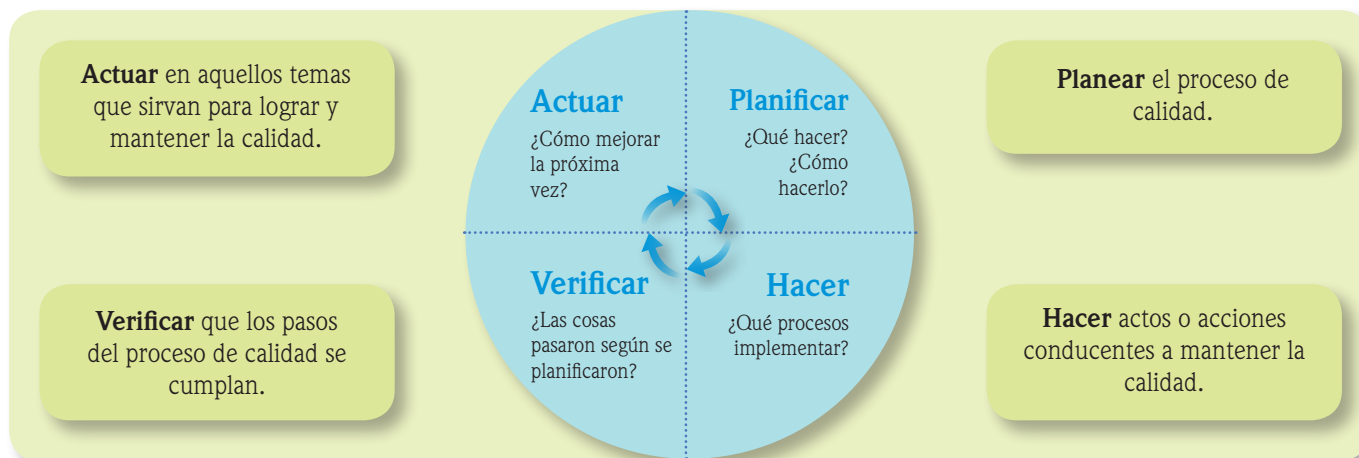 Actuar en aquellos temas
que sirvan para lograr y
mantener la calidad.
Actuar
¿Cómo mejorar
la próxima
vez?
Planificar
¿Qué hacer?
¿Cómo
hacerlo?
Planear el proceso de
calidad.
Verificar que los pasos
del proceso de calidad se
cumplan.
Verificar
¿Las cosas
pasaron según se
planificaron?
Hacer
¿Qué procesos
implementar?
Hacer actos o acciones
conducentes a mantener la
calidad.